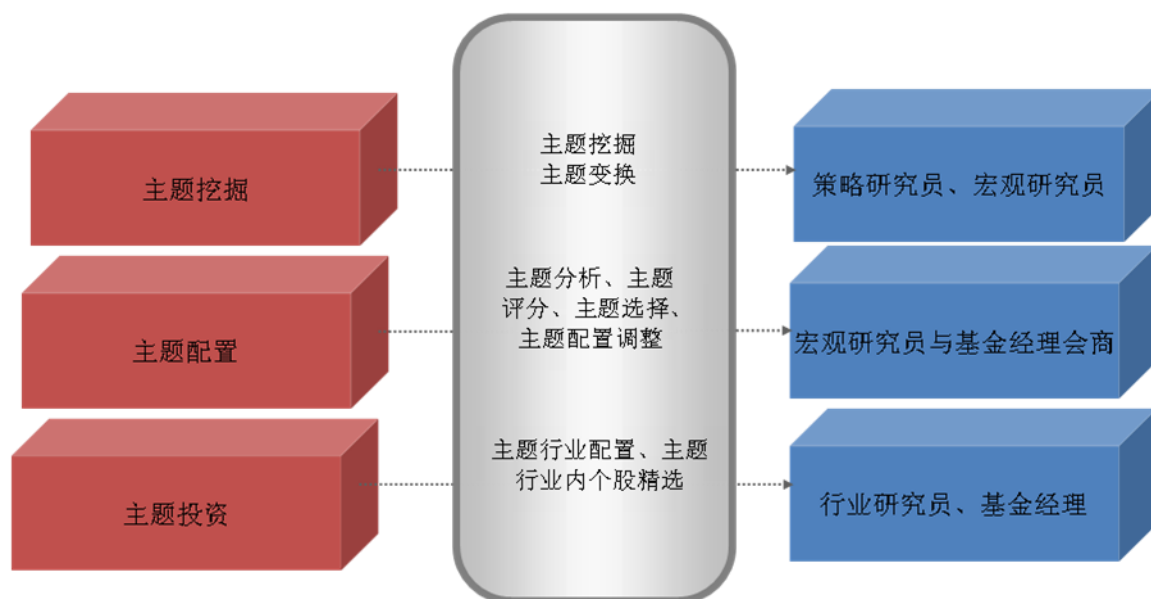 主题挖掘
主题挖掘
主题变换
策略研究员、宏观研究员
主题配置
主题分析、主题
评分、主题选择、
主题配置调整
宏观研究员与基金经理会商
主题投资
主题行业配置、主题
行业内个股精选
行业研究员、基金经理